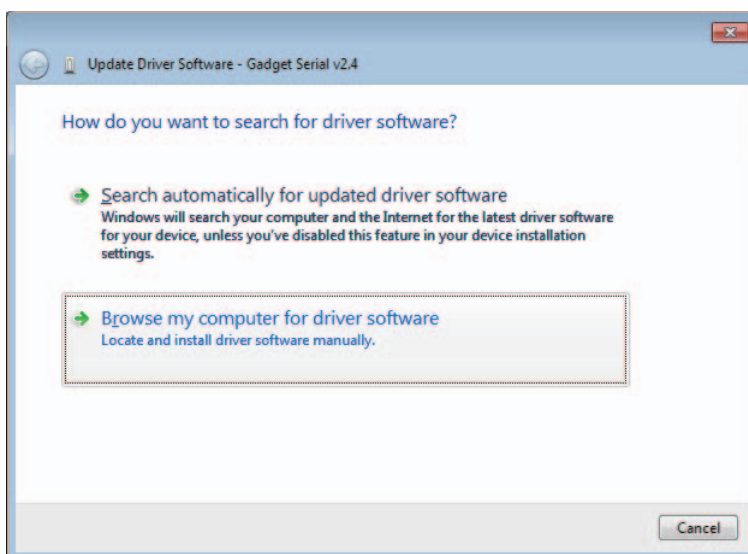 Update Driver Software - Gadget Serial v2.4
How do you want to search for driver software?
Search automatically for updated driver software
Windows will search your computer and the Internet for the latest driver software
for your device, unless you've disabled this feature in your device installation
settings.
Browse my computer for driver software
Locate and install driver software manually.
Cancel